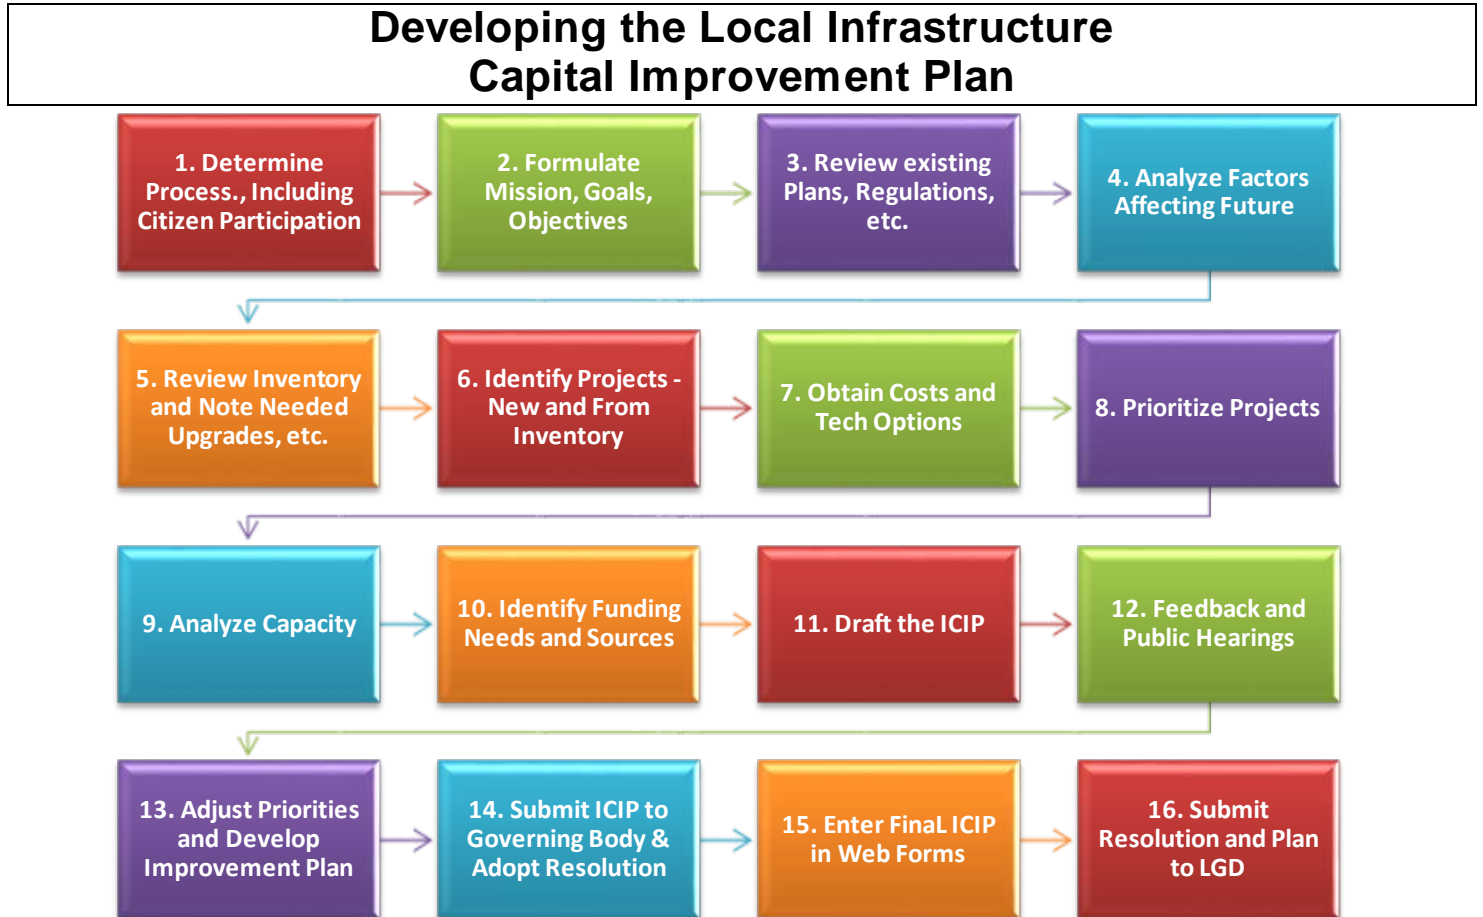 Developing the Local Infrastructure
Capital Improvement Plan
1. Determine
Process., Including
Citizen Participation
2. Formulate
Mission, Goals,
Objectives
3. Review existing
Plans, Regulations,
etc.
4. Analyze Factors
Affecting Future
5. Review Inventory
and Note Needed
Upgrades, etc.
6. Identify Projects -
New and From
Inventory
7. Obtain Costs and
Tech Options
8. Prioritize Projects
9. Analyze Capacity
10. Identify Funding
Needs and Sources
11. Draft the ICIP
12. Feedback and
Public Hearings
13. Adjust Priorities
and Develop
Improvement Plan
14. Submit ICIP to
Governing Body &
Adopt Resolution
15. Enter FinaL ICIP
in Web Forms
16. Submit
Resolution and Plan
to LGD